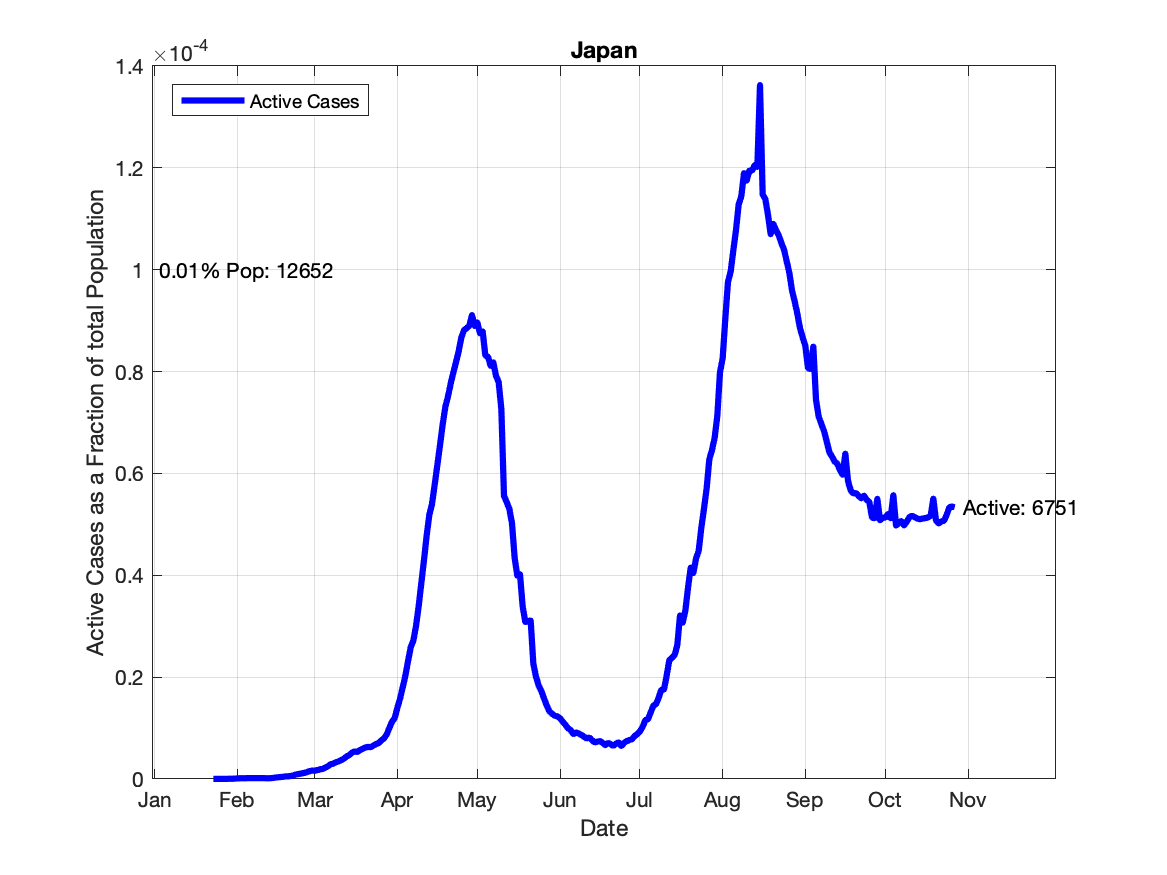 Japan
×10-4
1.4
1.2
1
0.8
0.6
0.4
0.2
0
Active Cases
0.01% Pop: 12652
Active: 6751
Active Cases as a Fraction of total Population
Jan Feb Mar Apr May Jun Jul Aug Sep Oct Nov
Date